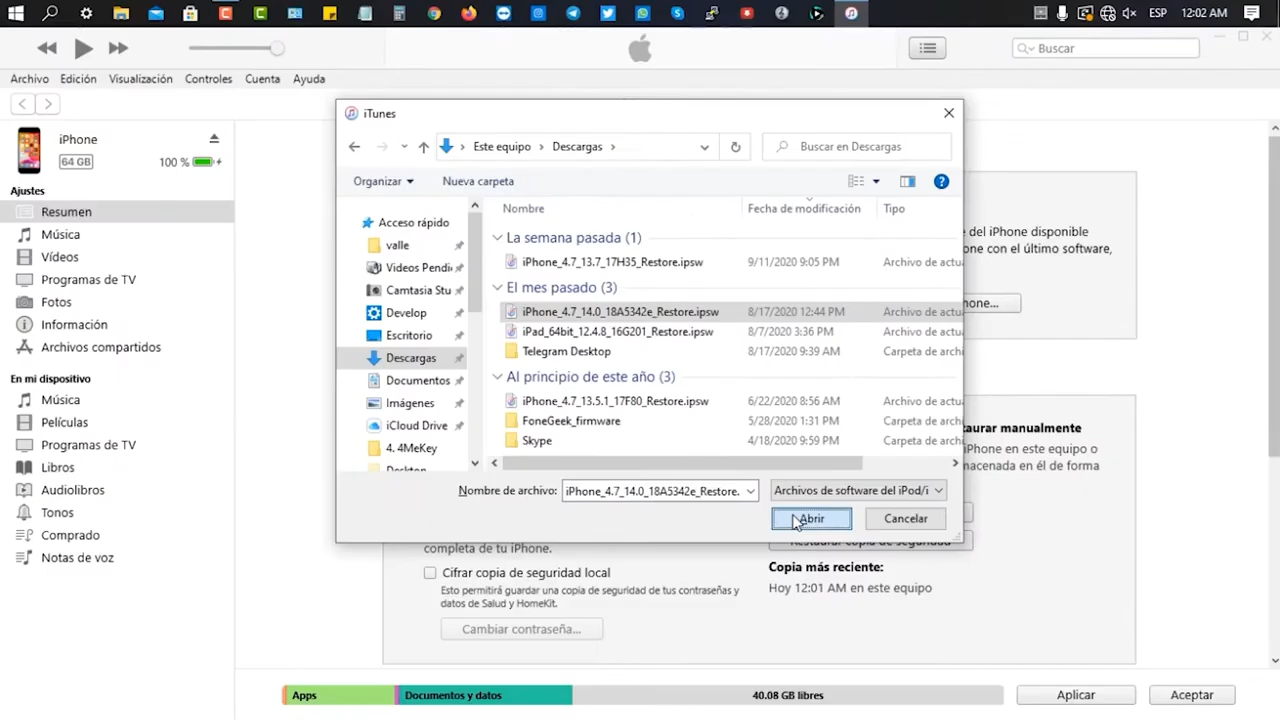 ESP 12:02 AM
Buscar
Archivo Edición Visualización Controles Cuenta Ayuda
iPhone
64 GB 100 %
Ajustes
Resumen
Música
Vídeos
Programas de TV
Fotos
Información
Archivos compartidos
En mi dispositivo
Música
Películas
Programas de TV
Libros
Audiolibros
Tonos
Comprado
Notas de voz
iTunes
Este equipo Descargas
Buscar en Descargas
Organizar Nueva carpeta
Acceso rápido
valle
Videos Pendi
Camtasia Stu
Develop
Escritorio
Descargas
Documentos
Imágenes
iCloud Drive
4. 4MeKey
Desktop
Nombre Fecha de modificación Tipo
La semana pasada (1)
iPhone_4.7_13.7_17H35_Restore.ipsw 9/11/2020 9:05 PM Archivo de actu
El mes pasado (3)
iPhone_4.7_14.0_18A5342e_Restore.ipsw 8/17/2020 12:44 PM Archivo de actu
iPad_64bit_12.4.8_16G201_Restore.ipsw 8/7/2020 3:36 PM Archivo de actu
Telegram Desktop 8/17/2020 9:39 AM Carpeta de archi
Al principio de este año (3)
iPhone_4.7_13.5.1_17F80_Restore.ipsw 6/22/2020 8:56 AM Archivo de actu
FoneGeek_firmware 5/28/2020 1:31 PM Carpeta de archi
Skype 4/18/2020 9:59 PM Carpeta de archi
Nombre de archivo: iPhone_4.7_14.0_18A5342e_Restore. Archivos de software del iPod/i
Abrir Cancelar
del iPhone disponible
one con el último software,
one...
aurar manualmente
iPhone en este equipo o
macenada en él de forma
completa de tu iPhone.
Restaurar copia de seguridad
Cifrar copia de seguridad local
Esto permitirá guardar una copia de seguridad de tus contraseñas y
datos de Salud y HomeKit.
Cambiar contraseña...
Copia más reciente:
Hoy 12:01 AM en este equipo
Apps Documentos y datos 40.08 GB libres Aplicar Aceptar